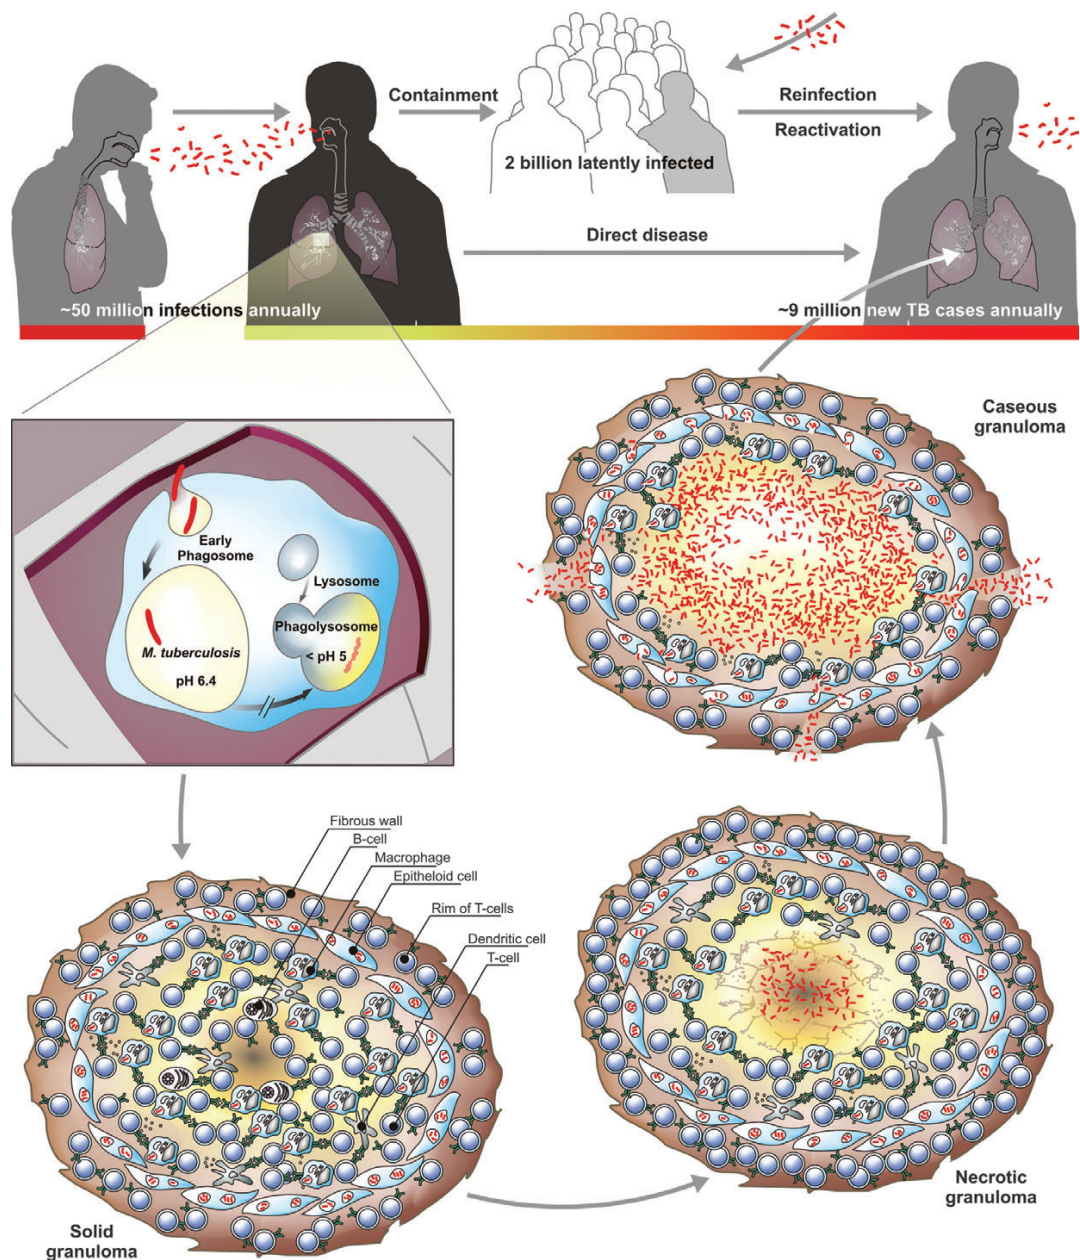 Containment
Reinfection
Reactivation
2 billion latently infected
Direct disease
~50 million infections annually
~9 million new TB cases annually
Caseous
granuloma
Early
Phagosome
Lysosome
Phagolysosome
< pH 5
M. tuberculosis
pH 6.4
Fibrous wall
B-cell
Macrophage
Epitheloid cell
Rim of T-cells
Dendritic cell
T-cell
Solid
granuloma
Necrotic
granuloma